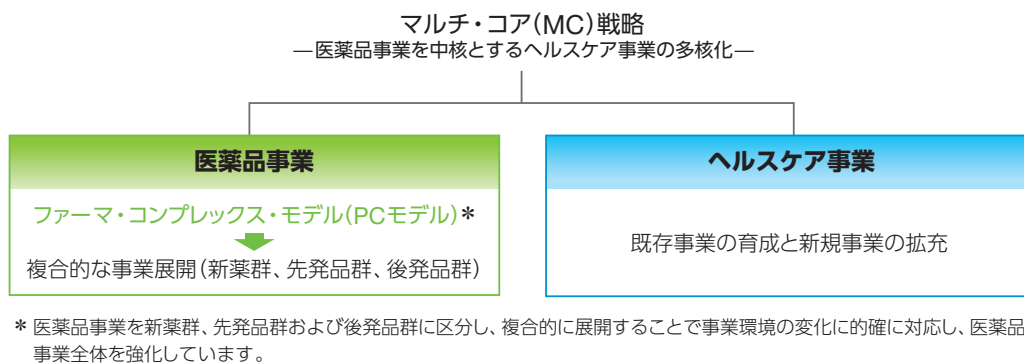 マルチ・コア(MC)戦略
―医薬品事業を中核とするヘルスケア事業の多核化―
医薬品事業
ファーマ・コンプレックス・モデル(PCモデル)*
複合的な事業展開(新薬群、先発品群、後発品群)
ヘルスケア事業
既存事業の育成と新規事業の拡充
* 医薬品事業を新薬群、先発品群および後発品群に区分し、複合的に展開することで事業環境の変化に的確に対応し、医薬品
事業全体を強化しています。